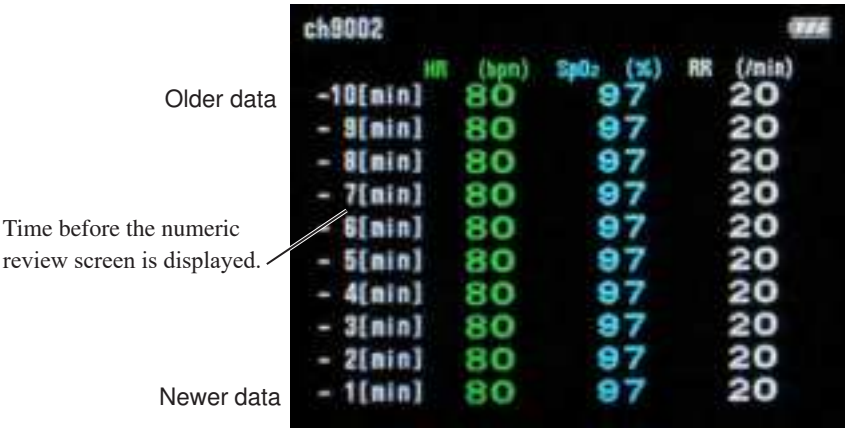 ch9002
HR (bpm) SpO₂ (%) RR (/min)
Older data
-10[min] 80 97 20
- 9[min] 80 97 20
- 8[min] 80 97 20
- 7[min] 80 97 20
Time before the numeric
review screen is displayed.
- 6[min] 80 97 20
- 5[min] 80 97 20
- 4[min] 80 97 20
- 3[min] 80 97 20
- 2[min] 80 97 20
Newer data
- 1[min] 80 97 20